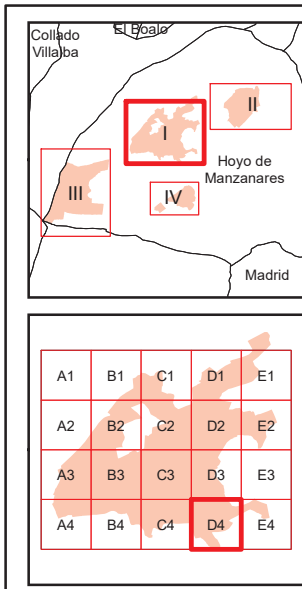 Collado El Boalo
Villalba
II
I
Hoyo de
III Manzanares
IV
Madrid
A1 B1 C1 D1 E1
A2 B2 C2 D2 E2
A3 B3 C3 D3 E3
A4 B4 C4 D4 E4